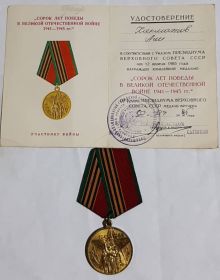 "СОРОК ЛЕТ ПОБЕДЫ
В ВЕЛИКОЙ ОТЕЧЕСТВЕННОЙ
ВОЙНЕ
1941–1945 гг."
УЧАСТНИКУ ВОЙНЫ
УДОСТОВЕРЕНИЕ
В СООТВЕТСТВИИ С УКАЗОМ ПРЕЗИДИУМА
ВЕРХОВНОГО СОВЕТА СССР
от 12 апреля 1985 года
НАГРАЖДЕН ЮБИЛЕЙНОЙ МЕДАЛЬЮ
"СОРОК ЛЕТ ПОБЕДЫ
В ВЕЛИКОЙ ОТЕЧЕСТВЕННОЙ
ВОЙНЕ 1941–1945 гг."
ОТ ИМЕНИ ПРЕЗИДИУМА ВЕРХОВНОГО
СОВЕТА СССР МЕДАЛЬ ВРУЧЕНА